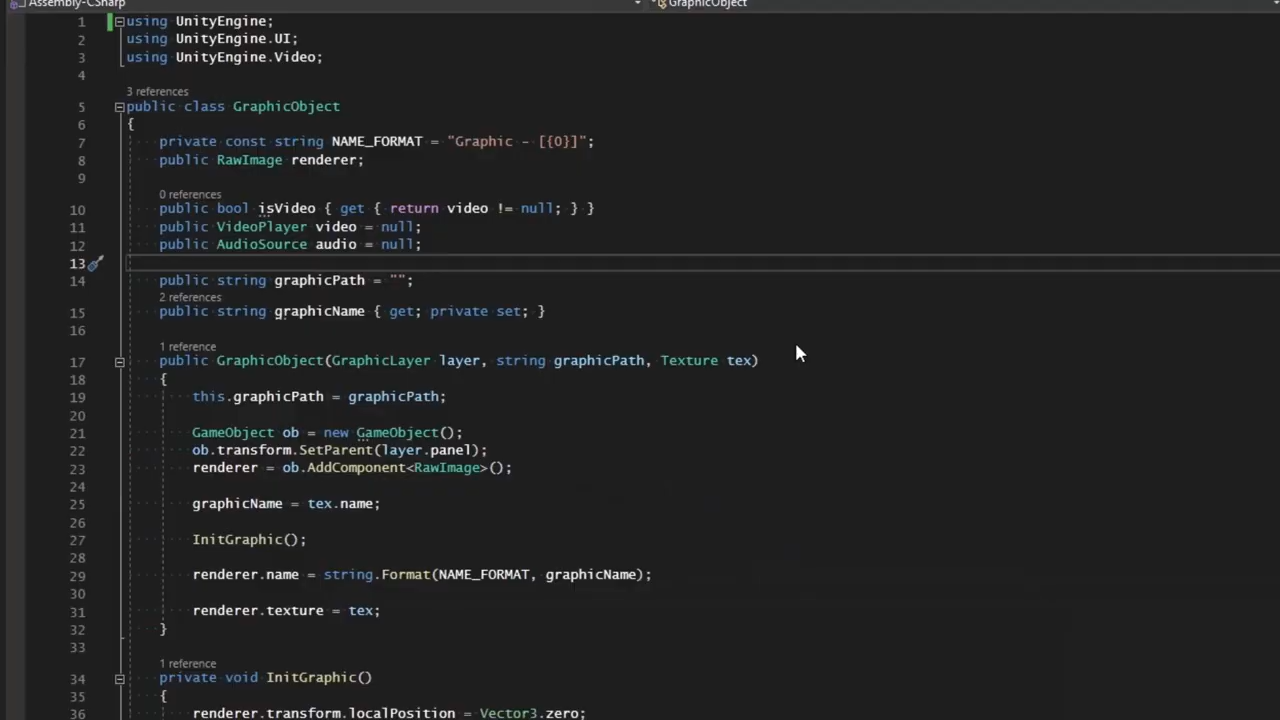 Assembly-CSharp
GraphicObject
1 using UnityEngine;
2 using UnityEngine.UI;
3 using UnityEngine.Video;
4
3 references
5 public class GraphicObject
6 {
7 private const string NAME_FORMAT = "Graphic - [{0}]";
8 public RawImage renderer;
9
0 references
10 public bool isVideo { get { return video != null; } }
11 public VideoPlayer video = null;
12 public AudioSource audio = null;
13
14 public string graphicPath = "";
2 references
15 public string graphicName { get; private set; }
16
1 reference
17 public GraphicObject(GraphicLayer layer, string graphicPath, Texture tex)
18 {
19 this.graphicPath = graphicPath;
20
21 GameObject ob = new GameObject();
22 ob.transform.SetParent(layer.panel);
23 renderer = ob.AddComponent<RawImage>();
24
25 graphicName = tex.name;
26
27 InitGraphic();
28
29 renderer.name = string.Format(NAME_FORMAT, graphicName);
30
31 renderer.texture = tex;
32 }
33
1 reference
34 private void InitGraphic()
35 {
36 renderer.transform.localPosition = Vector3.zero;